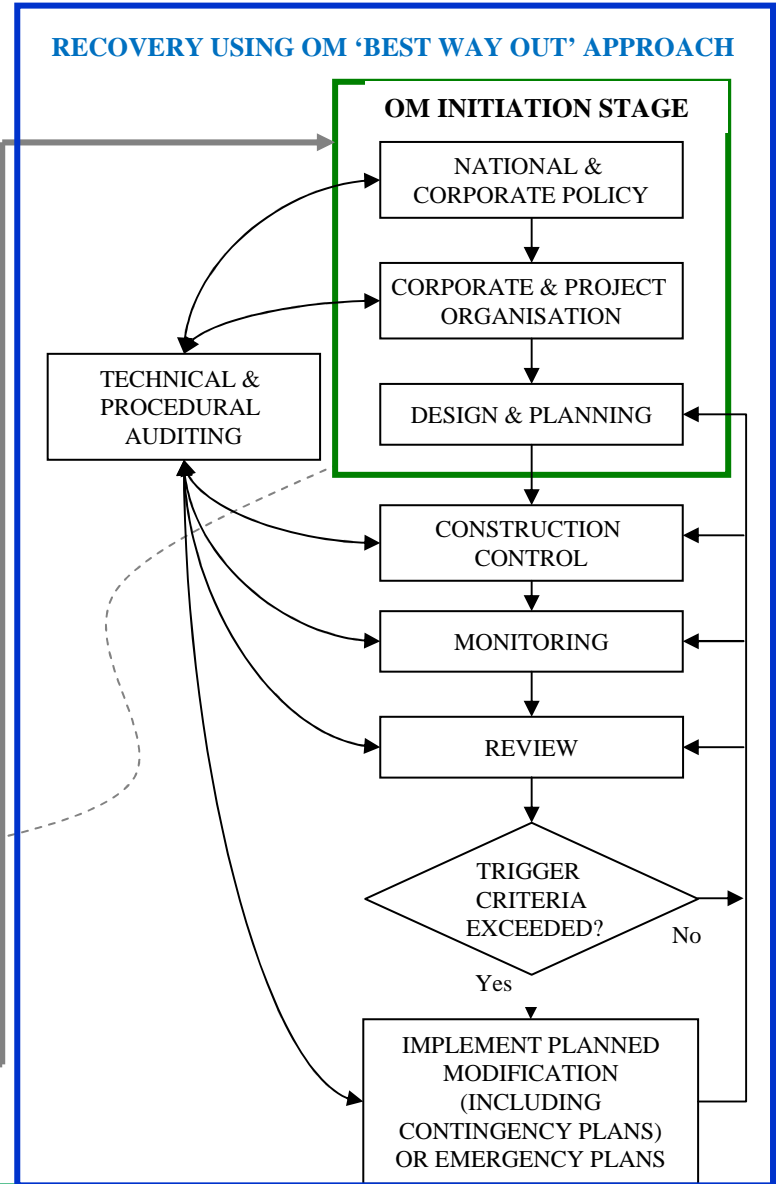 RECOVERY USING OM ‘BEST WAY OUT’ APPROACH
OM INITIATION STAGE
NATIONAL &
CORPORATE POLICY
CORPORATE & PROJECT
ORGANISATION
TECHNICAL &
PROCEDURAL
AUDITING
DESIGN & PLANNING
CONSTRUCTION
CONTROL
MONITORING
REVIEW
TRIGGER
CRITERIA
EXCEEDED?
No
Yes
IMPLEMENT PLANNED
MODIFICATION
(INCLUDING
CONTINGENCY PLANS)
OR EMERGENCY PLANS